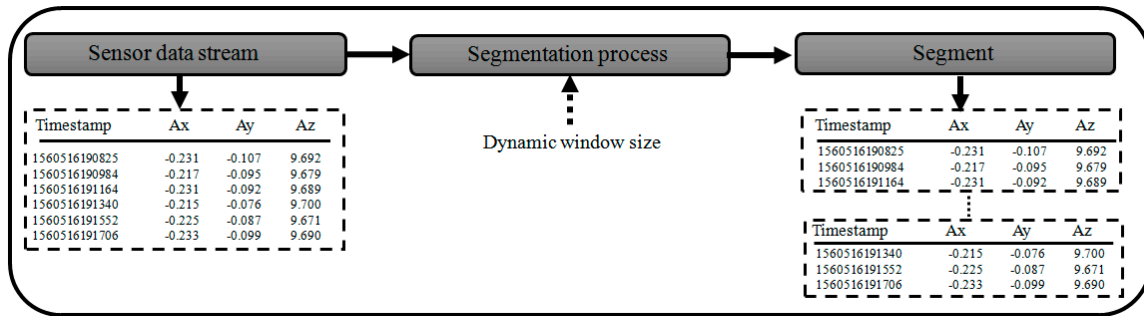 Sensor data stream
Segmentation process
Segment
Timestamp Ax Ay Az
1560516190825 -0.231 -0.107 9.692
1560516190984 -0.217 -0.095 9.679
1560516191164 -0.231 -0.092 9.689
1560516191340 -0.215 -0.076 9.700
1560516191552 -0.225 -0.087 9.671
1560516191706 -0.233 -0.099 9.690
Dynamic window size
Timestamp Ax Ay Az
1560516190825 -0.231 -0.107 9.692
1560516190984 -0.217 -0.095 9.679
1560516191164 -0.231 -0.092 9.689
Timestamp Ax Ay Az
1560516191340 -0.215 -0.076 9.700
1560516191552 -0.225 -0.087 9.671
1560516191706 -0.233 -0.099 9.690